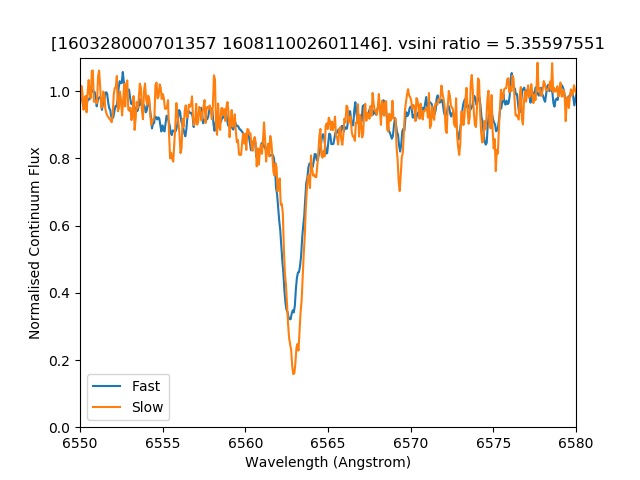 [160328000701357 160811002601146]. vsini ratio = 5.35597551
Normalised Continuum Flux
1.0
0.8
0.6
0.4
0.2
0.0
Fast
Slow
6550 6555 6560 6565 6570 6575 6580
Wavelength (Angstrom)